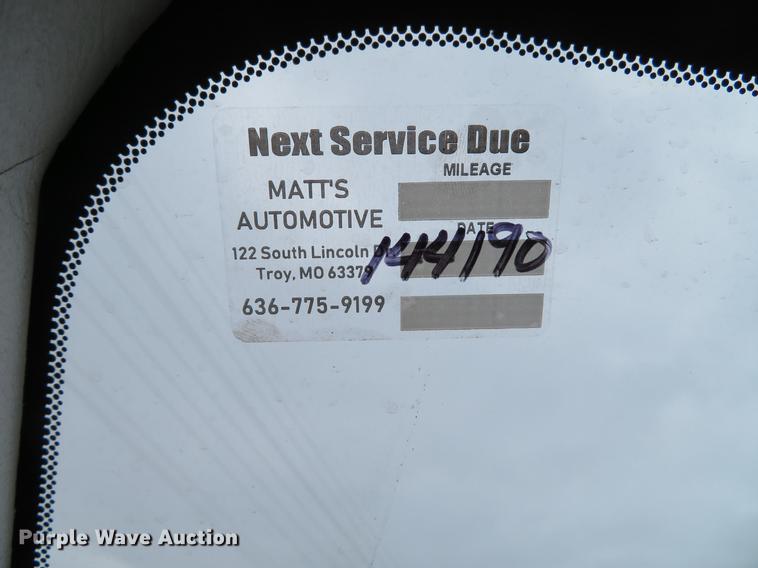 Next Service Due
MILEAGE
MATT'S
AUTOMOTIVE
DATE
122 South Lincoln
144190
Troy, MO 63379
636-775-9199
Purple Wave Auction